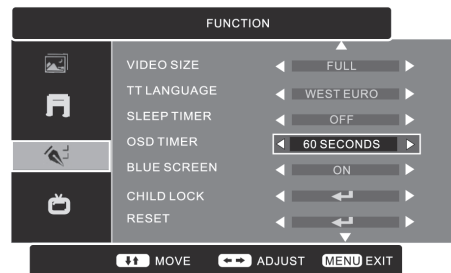 FUNCTION
VIDEO SIZE FULL
TT LANGUAGE WEST EURO
SLEEP TIMER OFF
OSD TIMER 60 SECONDS
BLUE SCREEN ON
CHILD LOCK
RESET
MOVE ADJUST MENU EXIT